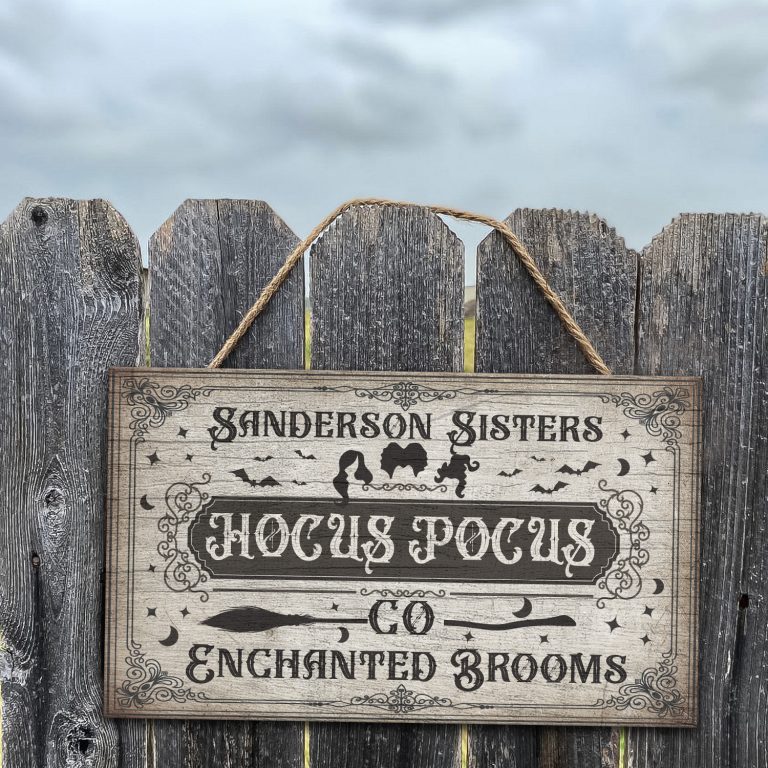 Sanderson Sisters
Hocus Pocus
Co
Enchanted Brooms